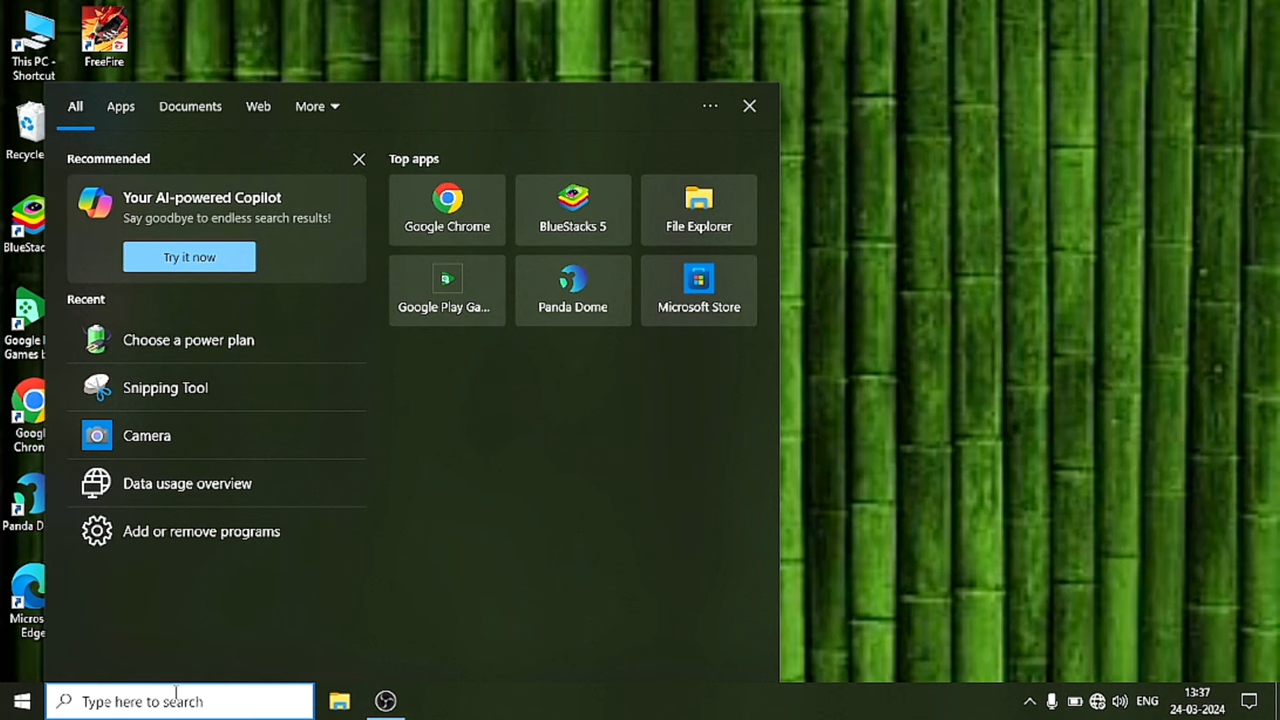 This PC -
Shortcut
FreeFire
Recycle
BlueStac
Google
Games b
Googl
Chron
Panda D
Micros
Edge
All
Apps
Documents
Web
More
Recommended
Your AI-powered Copilot
Say goodbye to endless search results!
Try it now
Recent
Choose a power plan
Snipping Tool
Camera
Data usage overview
Add or remove programs
Top apps
Google Chrome
BlueStacks 5
File Explorer
Google Play Ga...
Panda Dome
Microsoft Store
Type here to search
ENG
13:37
24-03-2024